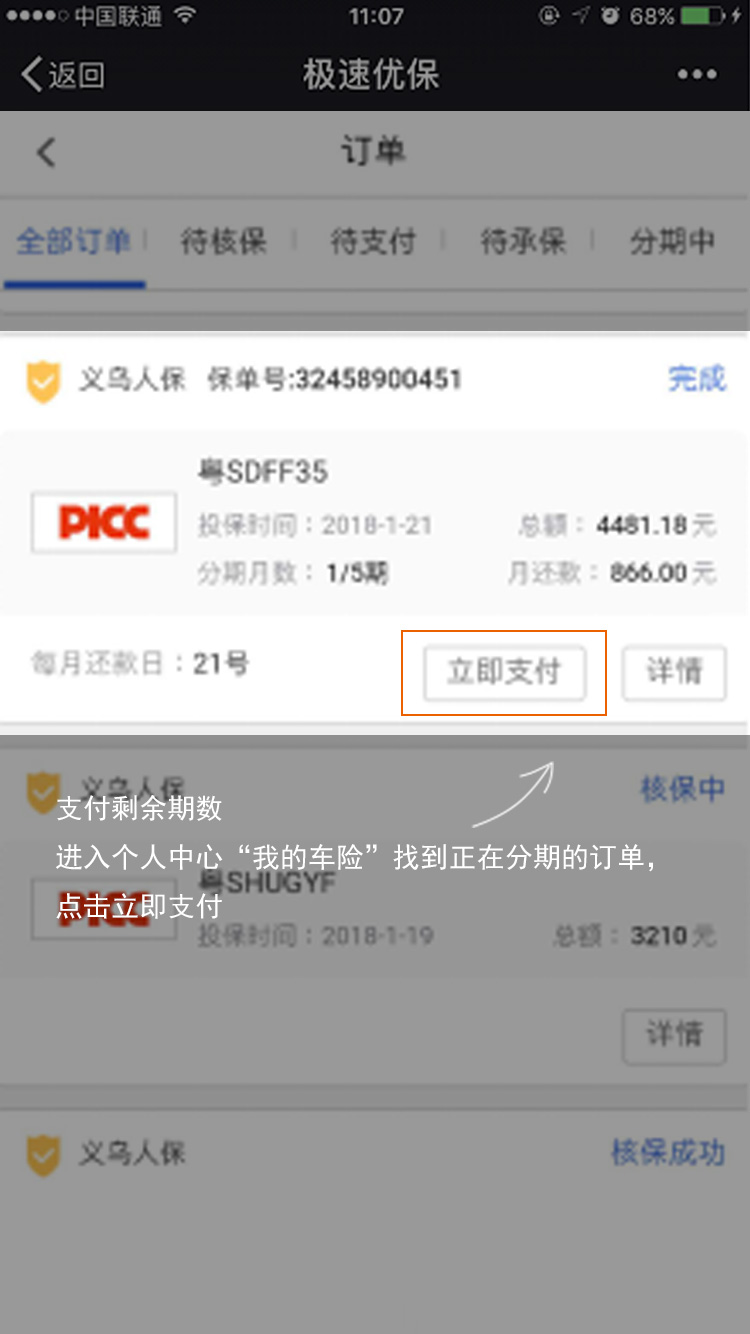 中国联通 11:07 68%
返回 极速优保
订单
全部订单 待核保 待支付 待承保 分期中
义乌人保 保单号:32458900451 完成
粤SDFF35
PICC
投保时间：2018-1-21 总额：4481.18元
分期月数：1/5期 月还款：866.00元
每月还款日：21号 立即支付 详情
义乌人保 核保中
支付剩余期数
进入个人中心“我的车险”找到正在分期的订单，
粤SHUGYF
点击立即支付
PICC
投保时间：2018-1-19 总额：3210元
详情
义乌人保 核保成功